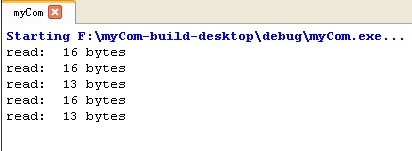 myCom
Starting F:\myCom-build-desktop\debug\myCom.exe...
read:  16 bytes
read:  16 bytes
read:  13 bytes
read:  16 bytes
read:  13 bytes